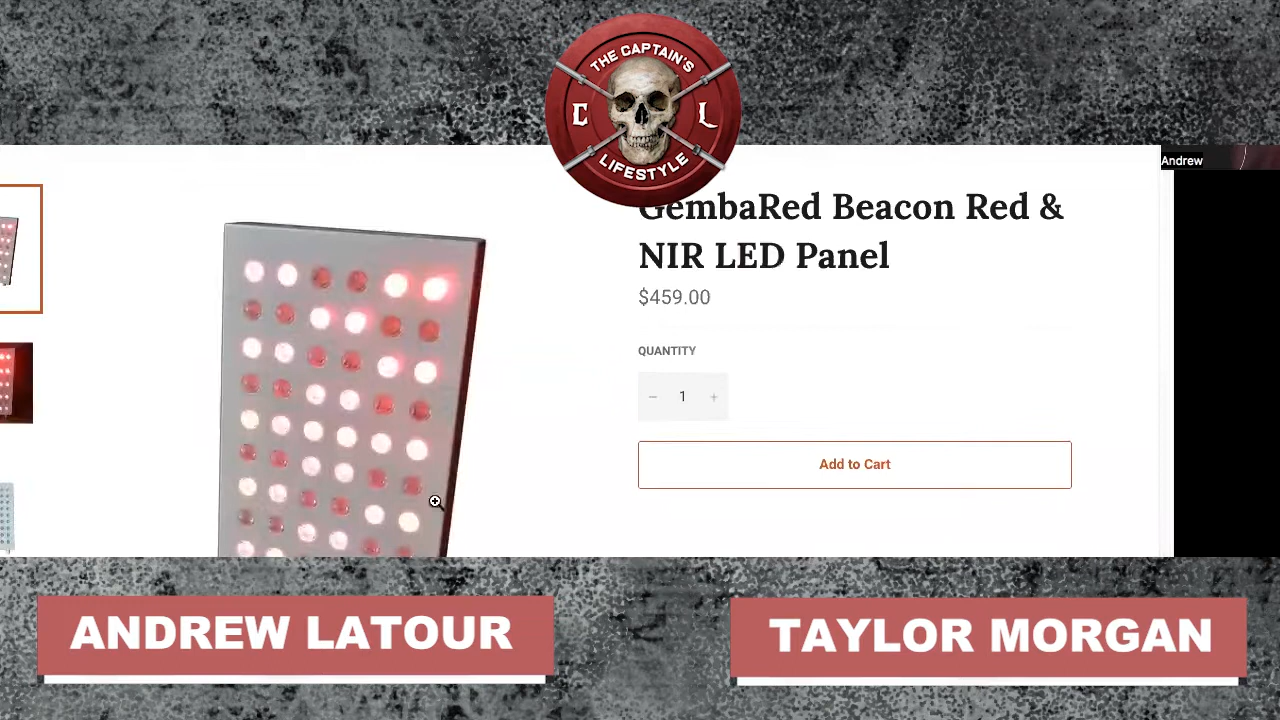 THE CAPTAIN'S
C L
LIFESTYLE
Andrew
GembaRed Beacon Red &
NIR LED Panel
$459.00
QUANTITY
− 1 +
Add to Cart
ANDREW LATOUR
TAYLOR MORGAN